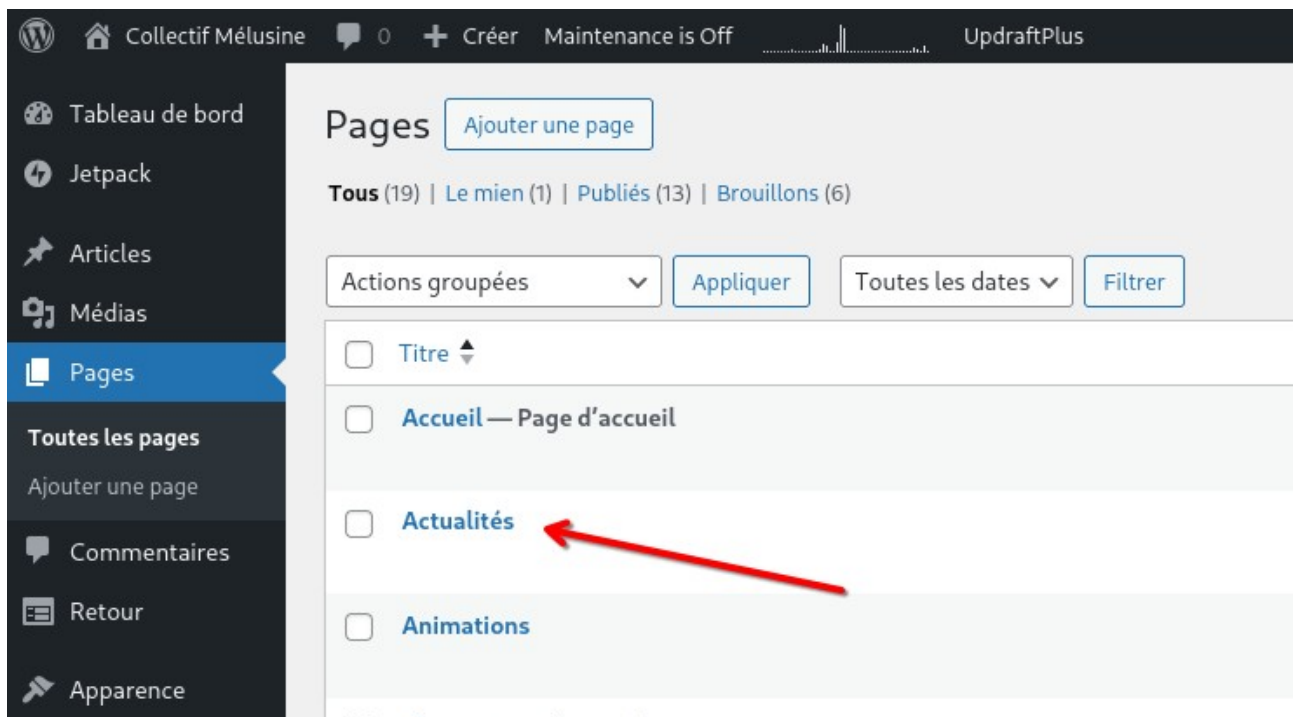 Collectif Mélusine 0 Créer Maintenance is Off UpdraftPlus
Tableau de bord
Jetpack
Articles
Médias
Pages
Toutes les pages
Ajouter une page
Commentaires
Retour
Apparence
Pages Ajouter une page
Tous (19) | Le mien (1) | Publiés (13) | Brouillons (6)
Actions groupées Appliquer Toutes les dates Filtrer
Titre
Accueil — Page d’accueil
Actualités
Animations